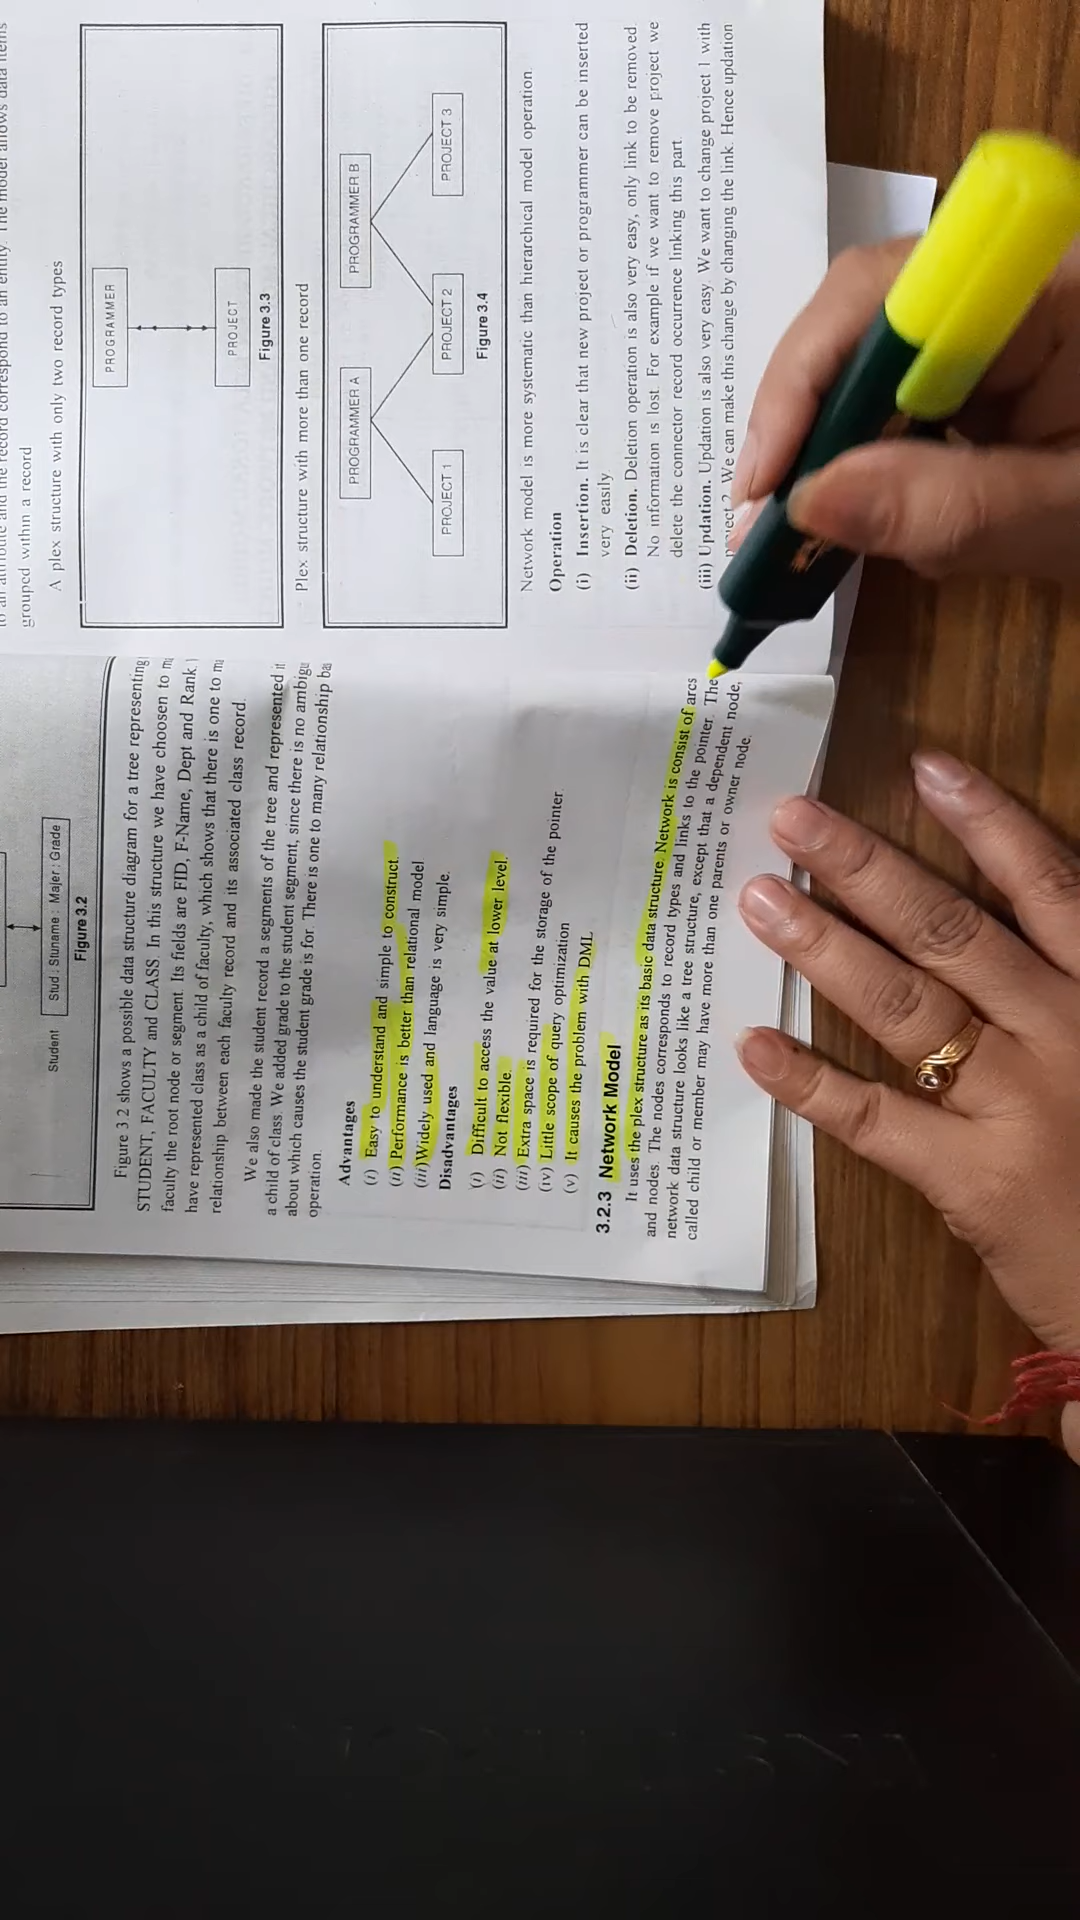 Student
Stud : Stuname : Majer : Grade
Figure 3.2
Figure 3 2 shows a possible data structure diagram for a tree representing
STUDENT, FACULTY and CLASS. In this structure we have choosen to
faculty the root node or segment. Its fields are FID, F-Name, Dept and Rank.
have represented class as a child of faculty, which shows that there is one to
relationship between each faculty record and its associated class record.
We also made the student record a segments of the tree and represented
a child of class. We added grade to the student segment, since there is no
about which causes the student grade is for. There is one to many relationship
operation.
Advantages
(i) Easy to understand and simple to construct.
(ii) Performance is better than relational model
(iii) Widely used and language is very simple.
Disadvantages
(i) Difficult to access the value at lower level.
(ii) Not flexible.
(iii) Extra space is required for the storage of the pointer.
(iv) Little scope of query optimization
(v) It causes the problem with DML
3.2.3 Network Model
It uses the plex structure as its basic data structure. Network is consist of arcs
and nodes. The nodes corresponds to record types and links to the pointer. The
network data structure looks like a tree structure, except that a dependent node,
called child or member may have more than one parents or owner node.
record correspond to an entity. The model allows data items
grouped within a record
A plex structure with only two record types
PROGRAMMER
PROJECT
Figure 3.3
Plex structure with more than one record
PROGRAMMER A PROGRAMMER B
PROJECT 1 PROJECT 2 PROJECT 3
Figure 3.4
Network model is more systematic than hierarchical model operation.
Operation
(i) Insertion. It is clear that new project or programmer can be inserted
very easily
(ii) Deletion. Deletion operation is also very easy, only link to be removed.
No information is lost. For example if we want to remove project we
delete the connector record occurrence linking this part.
(iii) Updation. Updation is also very easy. We want to change project 1 with
project 2. We can make this change by changing the link. Hence updation